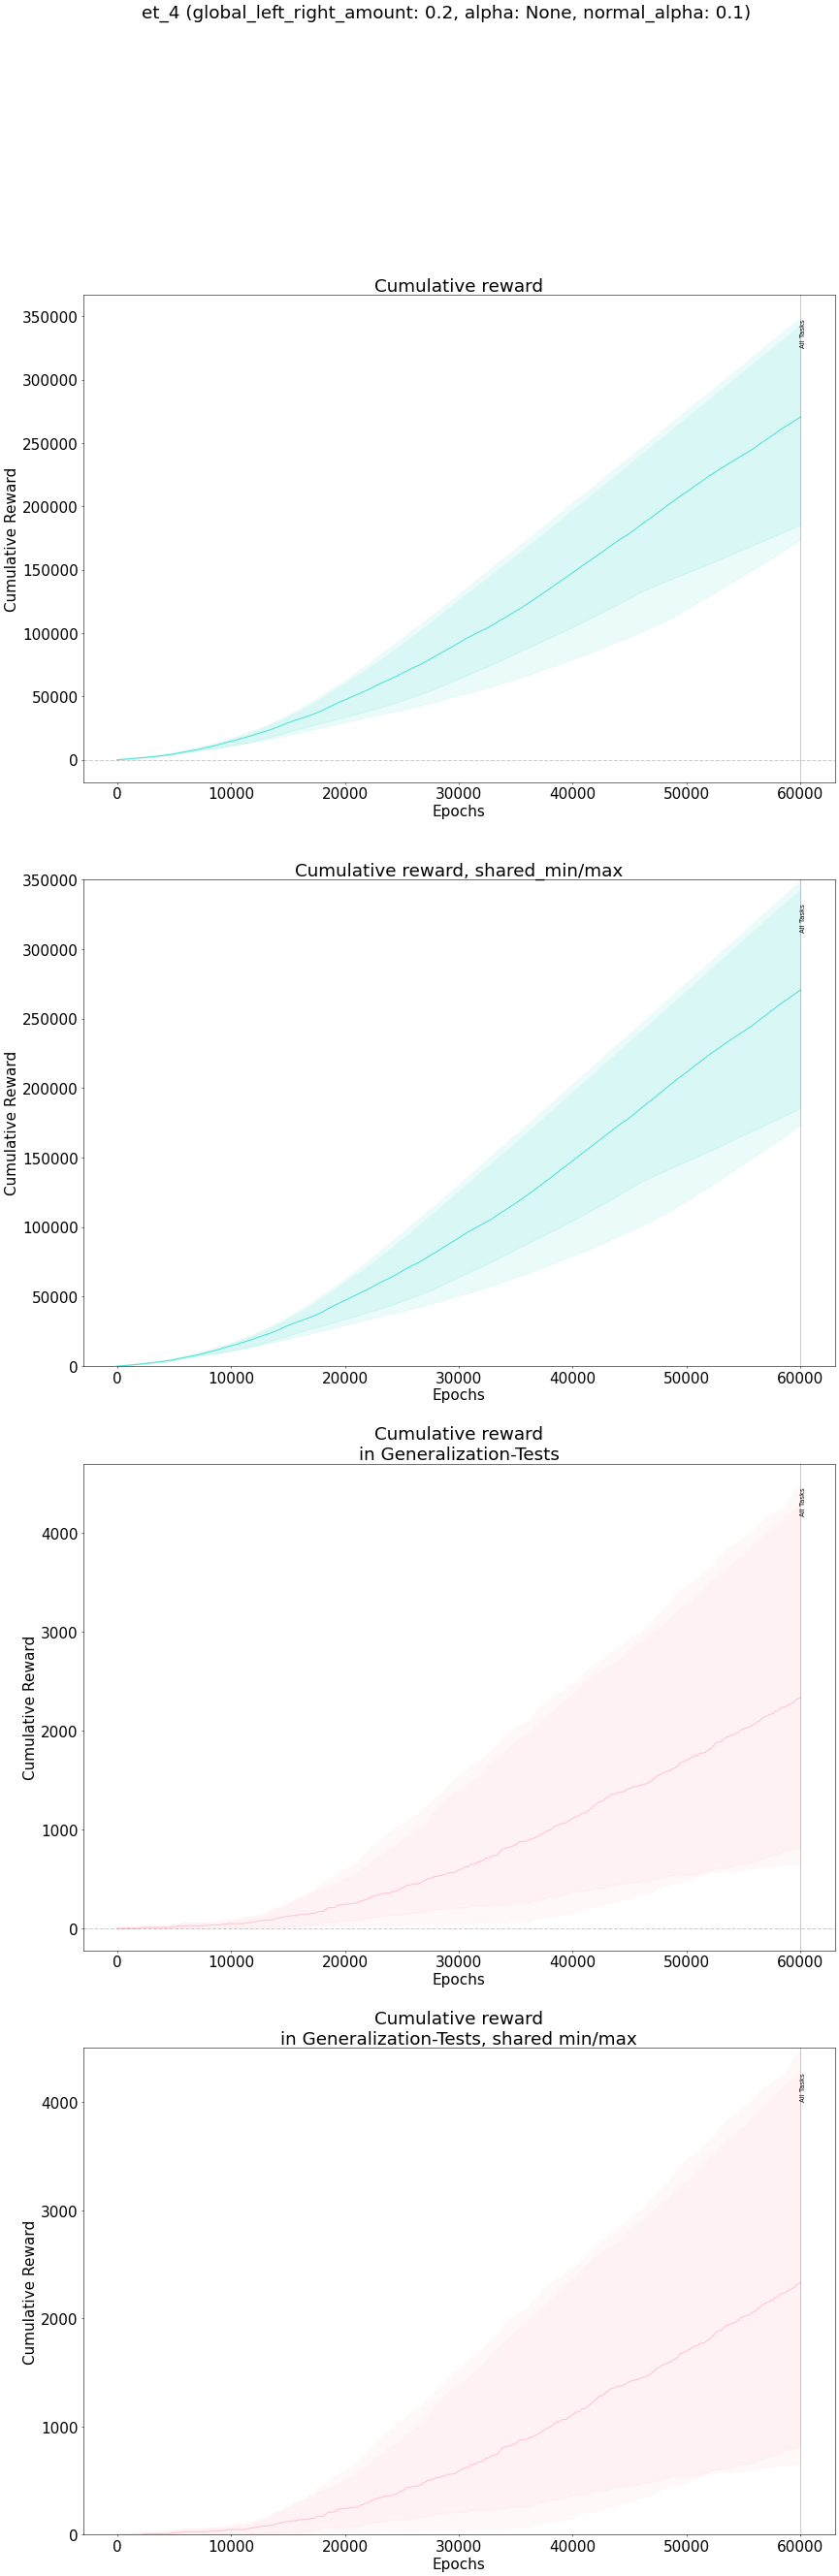 et_4 (global_left_right_amount: 0.2, alpha: None, normal_alpha: 0.1)
Cumulative reward
350000
300000
250000
200000
150000
100000
50000
0
Cumulative Reward
All Tasks
0 10000 20000 30000 40000 50000 60000
Epochs
Cumulative reward, shared_min/max
350000
300000
250000
200000
150000
100000
50000
0
Cumulative Reward
All Tasks
0 10000 20000 30000 40000 50000 60000
Epochs
Cumulative reward
in Generalization-Tests
4000
3000
2000
1000
0
Cumulative Reward
All Tasks
0 10000 20000 30000 40000 50000 60000
Epochs
Cumulative reward
in Generalization-Tests, shared min/max
4000
3000
2000
1000
0
Cumulative Reward
All Tasks
0 10000 20000 30000 40000 50000 60000
Epochs